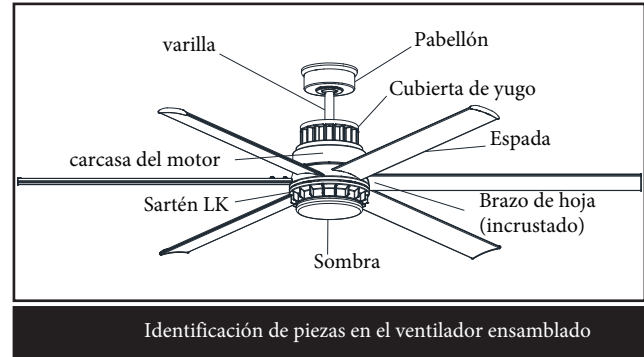 varilla
Pabellón
Cubierta de yugo
Espada
carcasa del motor
Sartén LK
Brazo de hoja
(incrustado)
Sombra
Identificación de piezas en el ventilador ensamblado